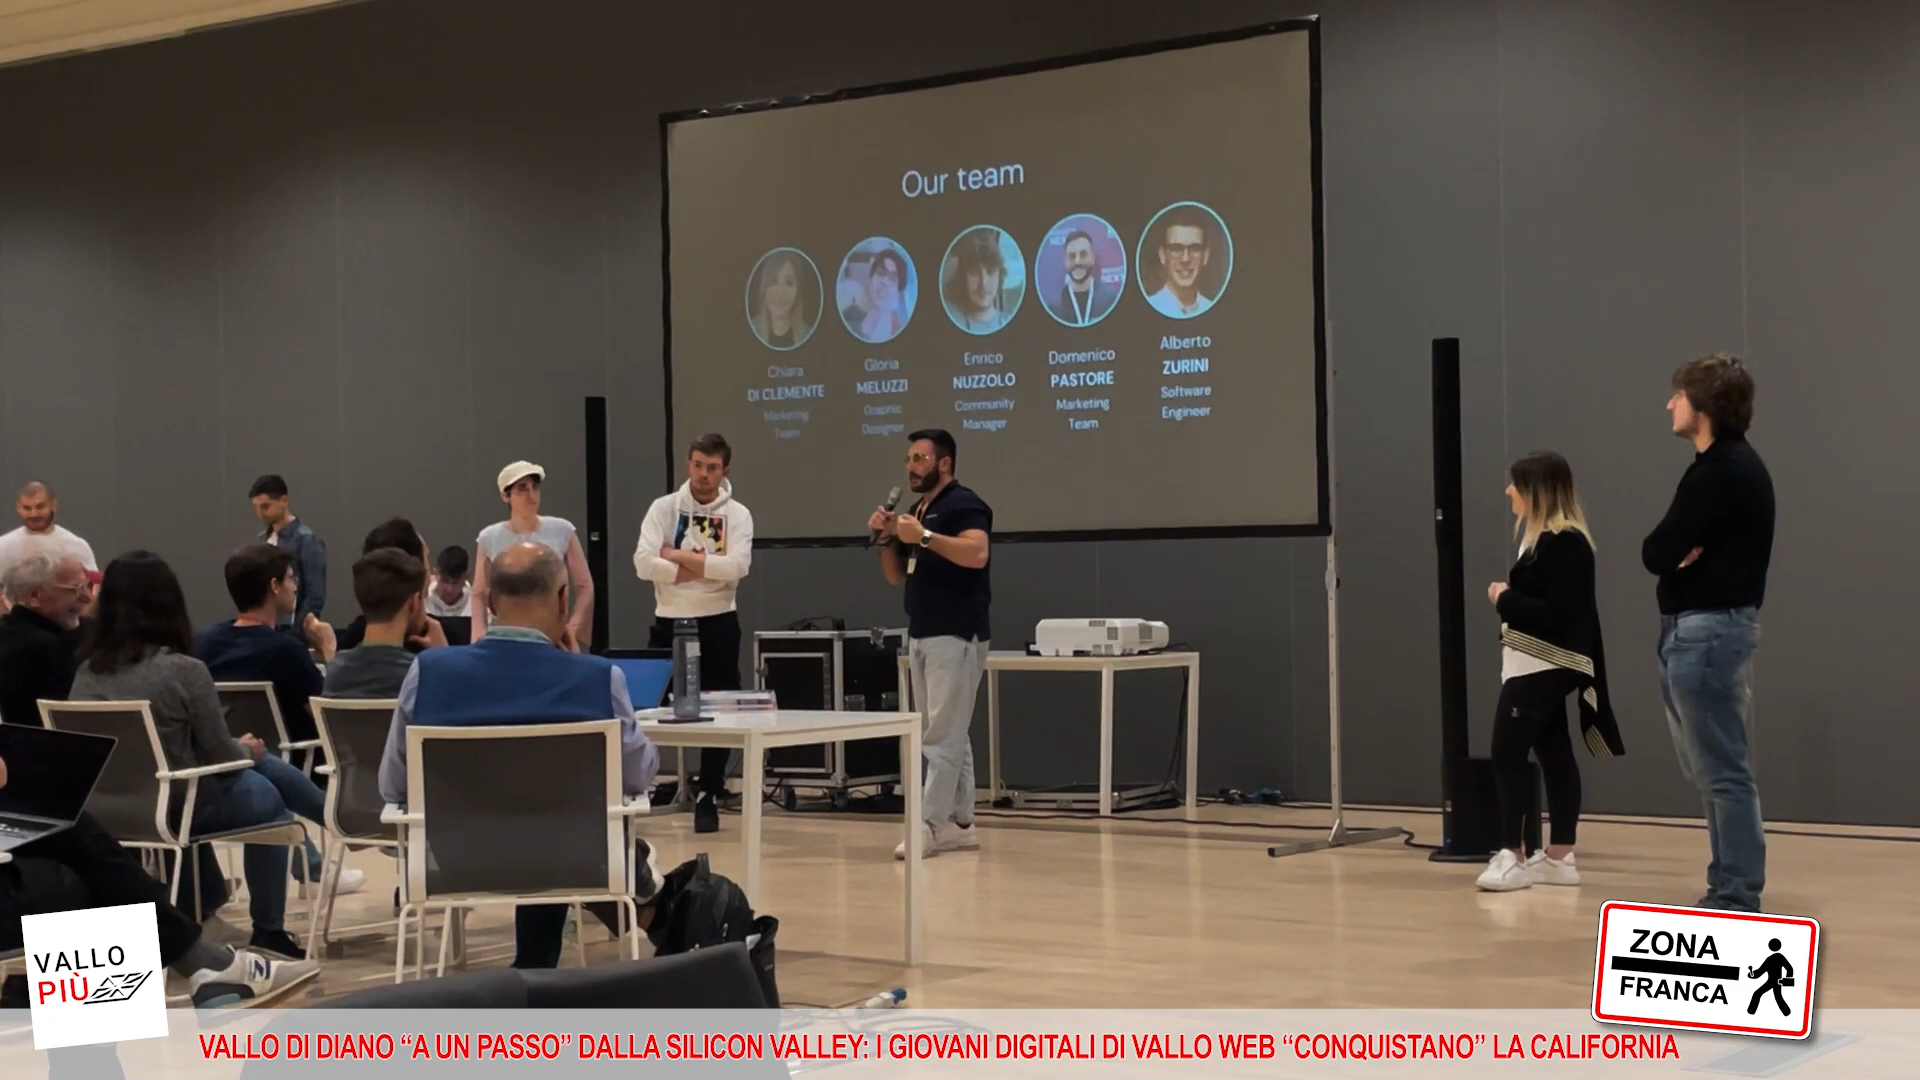 Our team
Chiara
DI CLEMENTE
Marketing
Team
Gloria
MELUZZI
Graphic
Designer
Enrico
NUZZOLO
Community
Manager
Domenico
PASTORE
Marketing
Team
Alberto
ZURINI
Software
Engineer
VALLO
PIÙ
ZONA
FRANCA
VALLO DI DIANO “A UN PASSO” DALLA SILICON VALLEY: I GIOVANI DIGITALI DI VALLO WEB “CONQUISTANO” LA CALIFORNIA